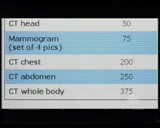 CT head 50
Mammogram 75
(set of 4 pics)
CT chest 200
CT abdomen 250
CT whole body 375